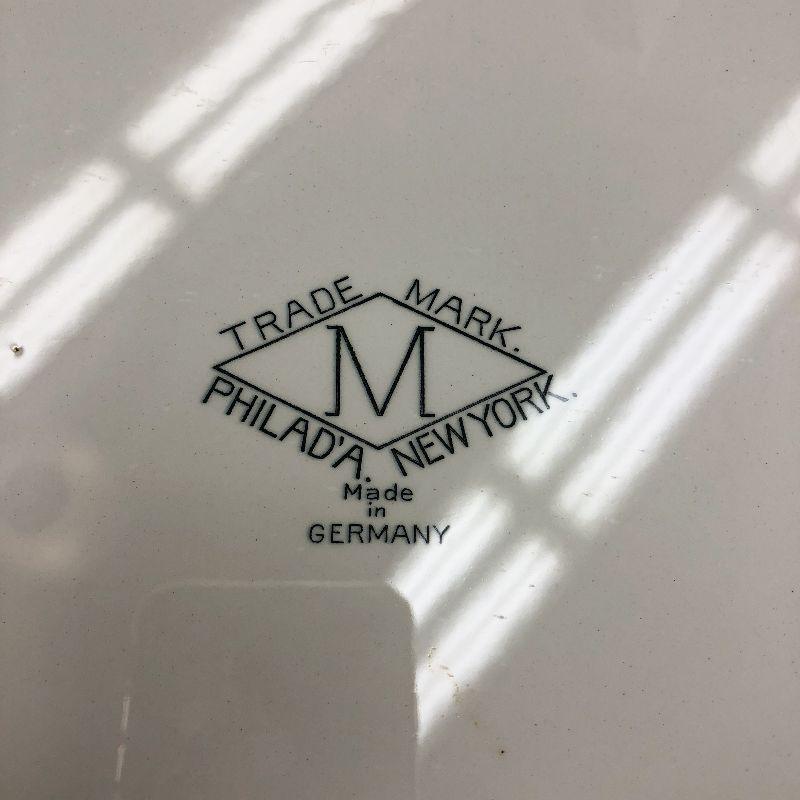 TRADE MARK.
M
PHILAD'A. NEW YORK.
Made
in
GERMANY